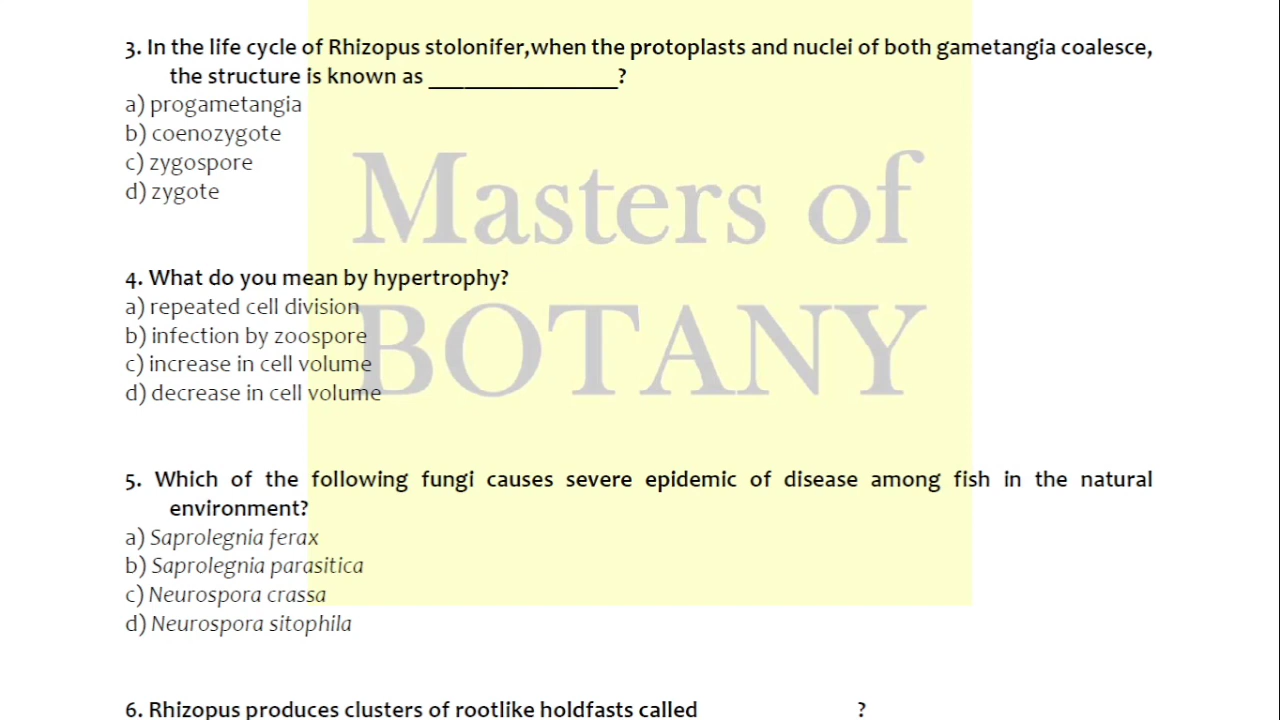 3. In the life cycle of Rhizopus stolonifer,when the protoplasts and nuclei of both gametangia coalesce,
the structure is known as ________________?
a) progametangia
b) coenozygote
c) zygospore
d) zygote
Masters of
BOTANY
4. What do you mean by hypertrophy?
a) repeated cell division
b) infection by zoospore
c) increase in cell volume
d) decrease in cell volume
5. Which of the following fungi causes severe epidemic of disease among fish in the natural
environment?
a) Saprolegnia ferax
b) Saprolegnia parasitica
c) Neurospora crassa
d) Neurospora sitophila
6. Rhizopus produces clusters of rootlike holdfasts called ?